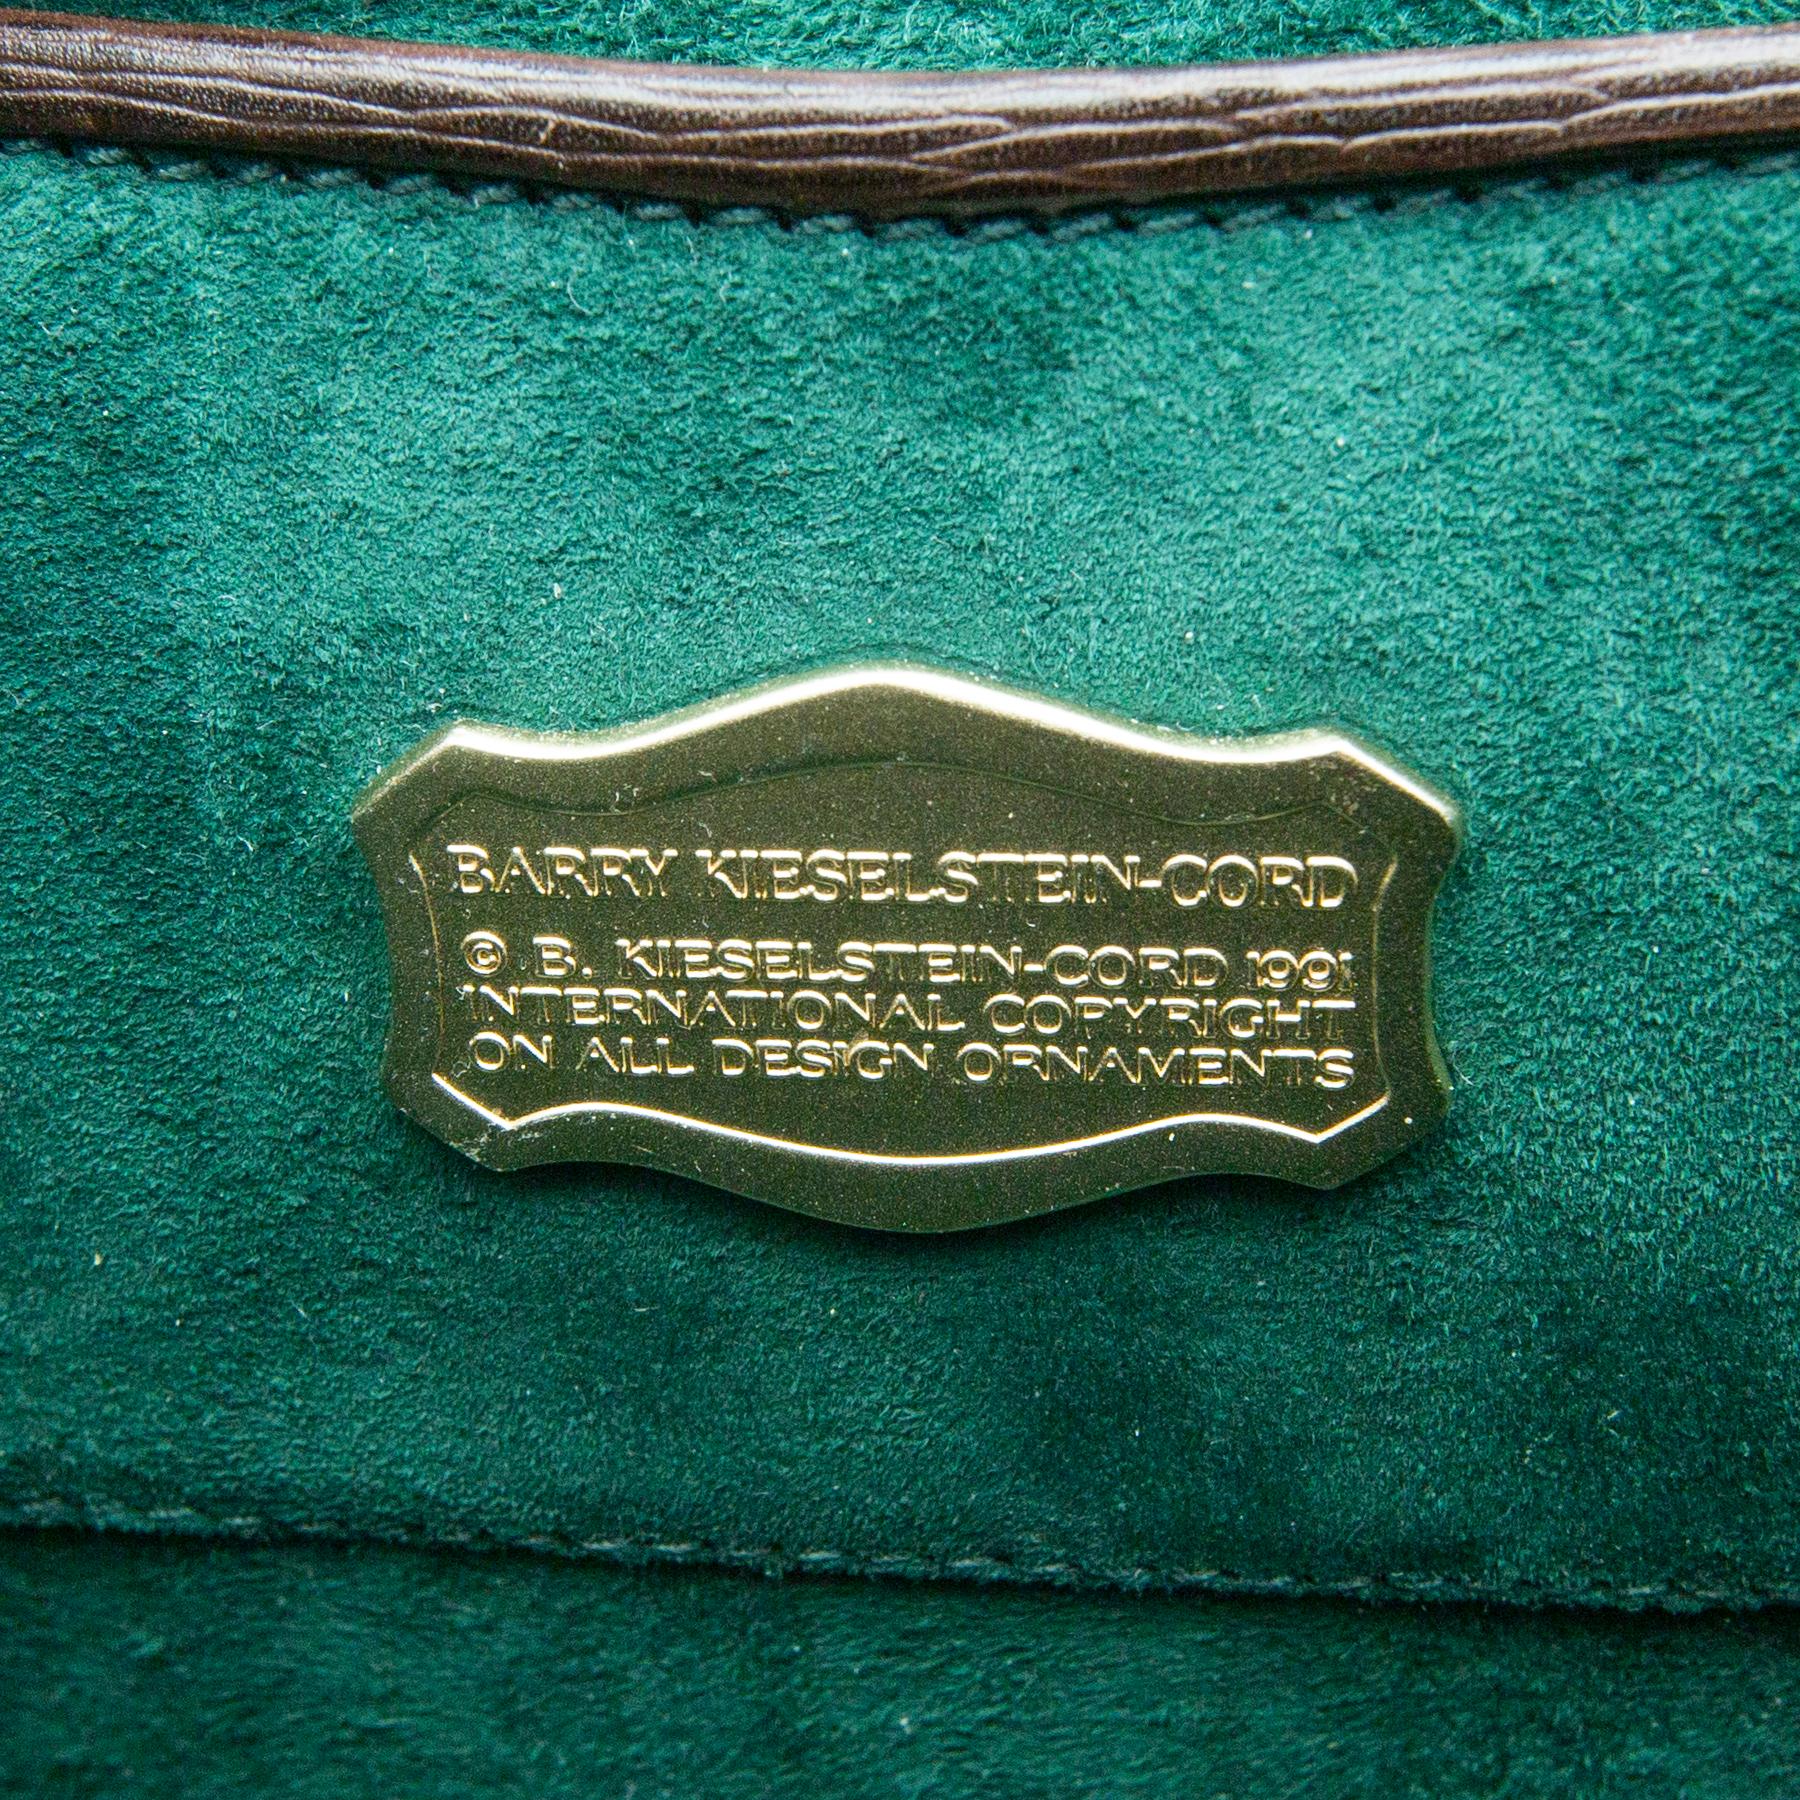 BARRY KIESELSTEIN-CORD
© B. KIESELSTEIN-CORD 1991
INTERNATIONAL COPYRIGHT
ON ALL DESIGN ORNAMENTS